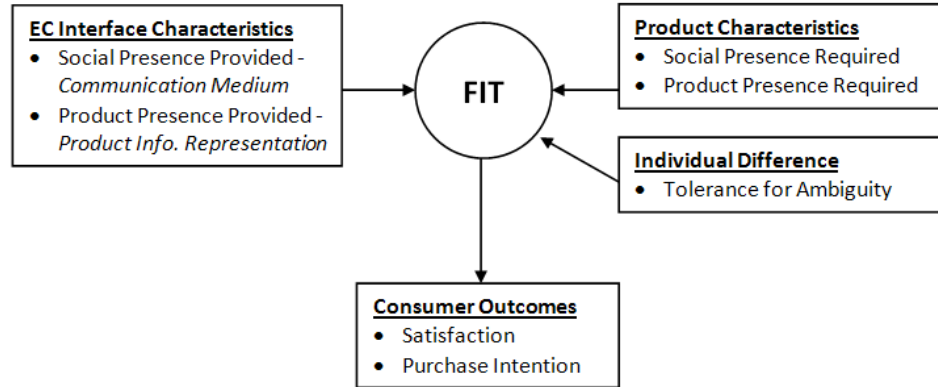 EC Interface Characteristics
• Social Presence Provided -
Communication Medium
• Product Presence Provided -
Product Info. Representation
FIT
Product Characteristics
• Social Presence Required
• Product Presence Required
Individual Difference
• Tolerance for Ambiguity
Consumer Outcomes
• Satisfaction
• Purchase Intention